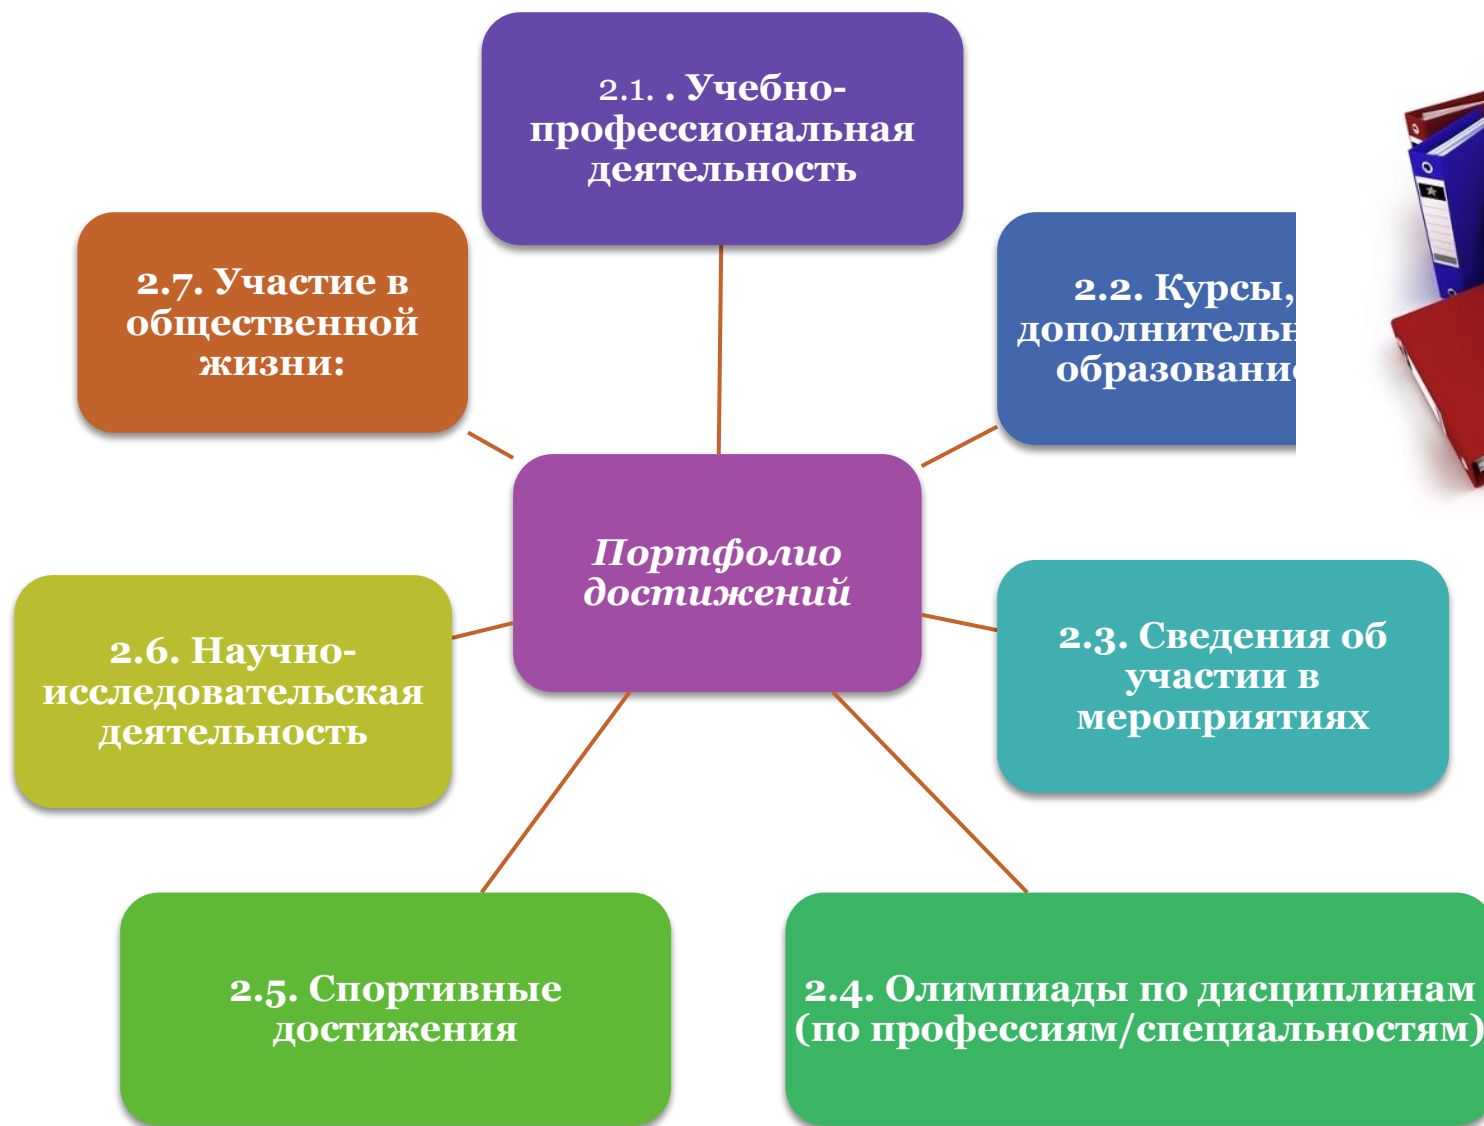 2.1. . Учебно-
профессиональная
деятельность
2.7. Участие в
общественной
жизни:
2.2. Курсы,
дополнительн
образование
Портфолио
достижений
2.6. Научно-
исследовательская
деятельность
2.3. Сведения об
участии в
мероприятиях
2.5. Спортивные
достижения
2.4. Олимпиады по дисциплинам
(по профессиям/специальностям)